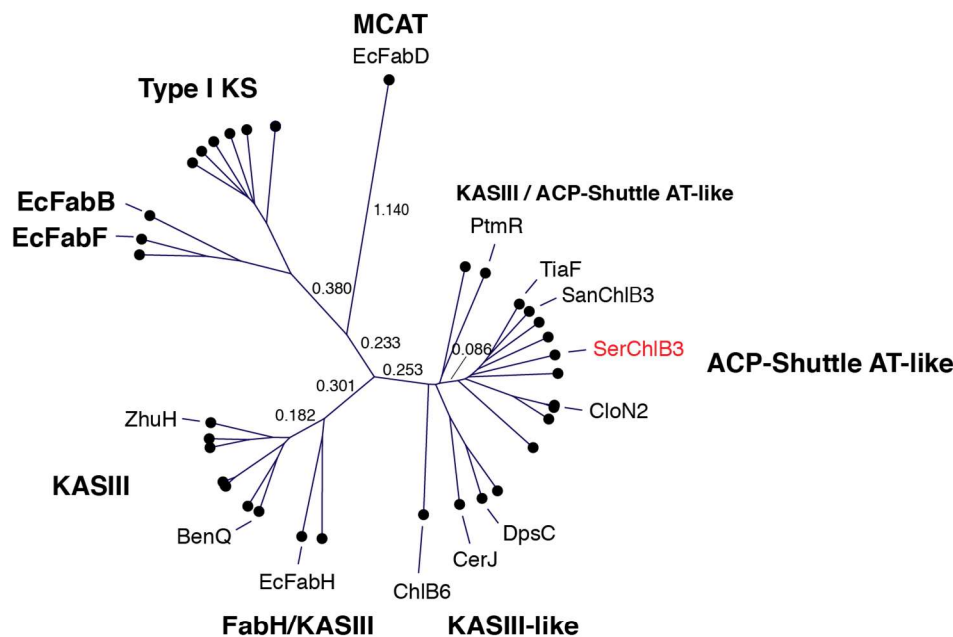 MCAT
EcFabD
Type I KS
EcFabB
EcFabF
1.140
KASIII / ACP-Shuttle AT-like
PtmR
TiaF
SanChlB3
SerChlB3
ACP-Shuttle AT-like
CloN2
0.380
0.233
0.253
0.086
0.301
0.182
ZhuH
KASIII
BenQ
EcFabH
FabH/KASIII
ChlB6
CerJ
DpsC
KASIII-like